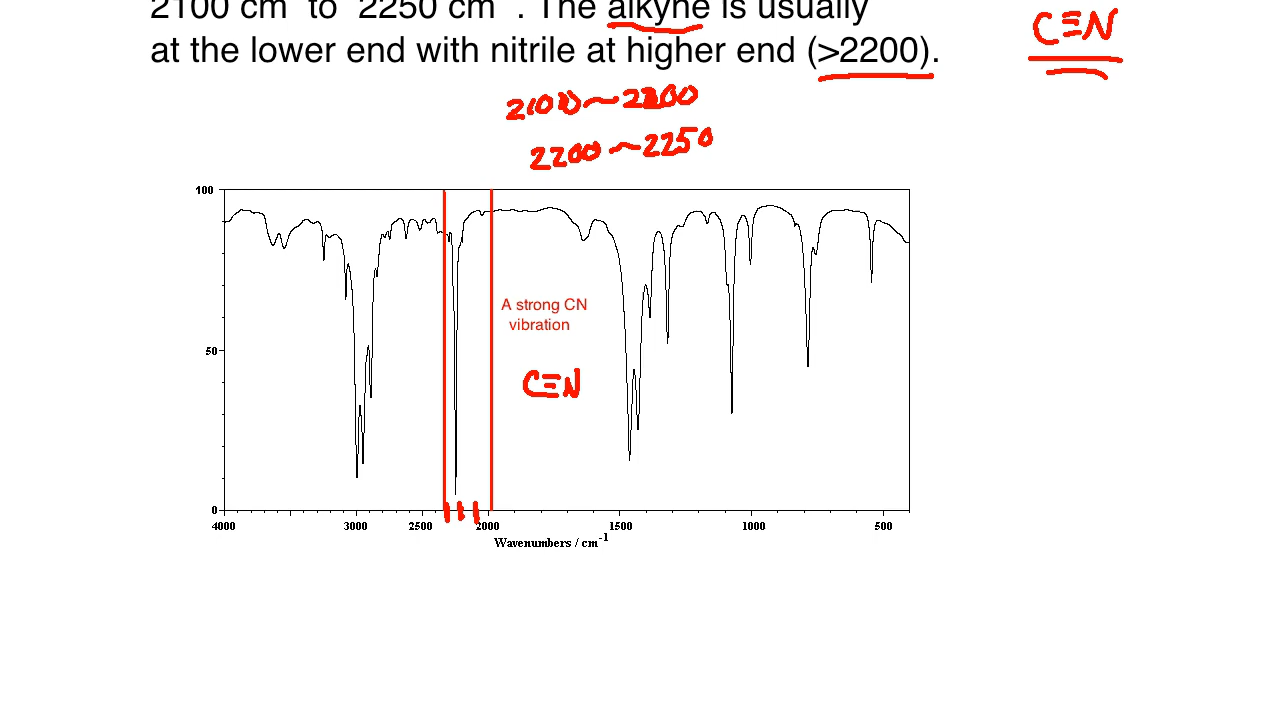 2100 cm to 2250 cm . The alkyne is usually
C≡N
at the lower end with nitrile at higher end (>2200).
2100~2200
2200~2250
100
A strong CN
vibration
50
C≡N
0
4000 3000 2500 2000 1500 1000 500
Wavenumbers / cm⁻¹